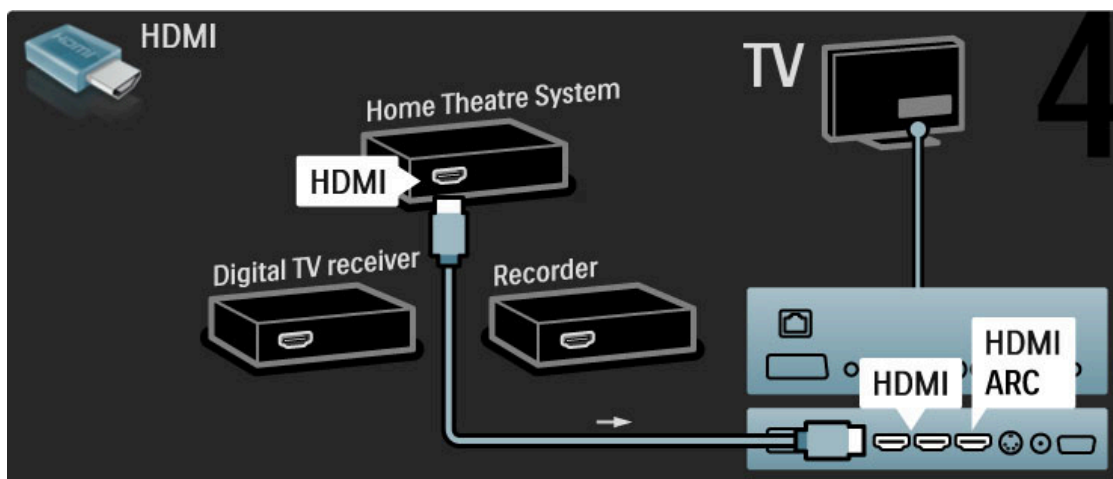 HDMI
TV
4
Home Theatre System
HDMI
Digital TV receiver
Recorder
HDMI
HDMI
ARC